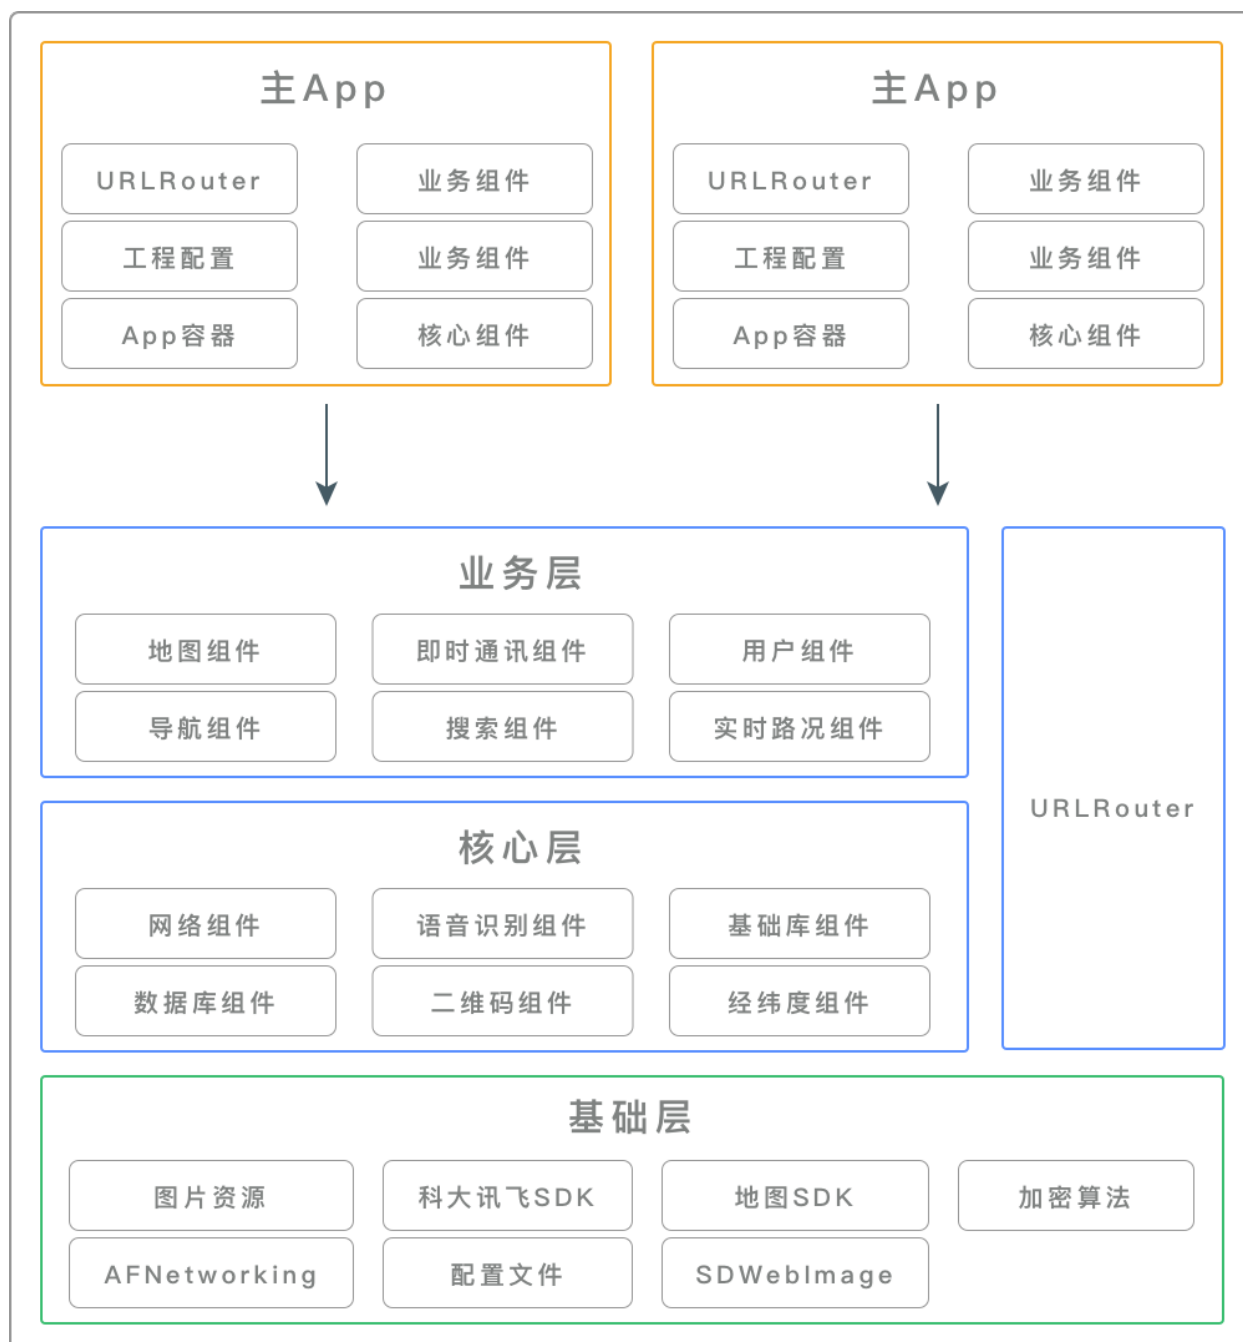 主App
URLRouter
业务组件
工程配置
业务组件
App容器
核心组件
主App
URLRouter
业务组件
工程配置
业务组件
App容器
核心组件
业务层
地图组件
即时通讯组件
用户组件
导航组件
搜索组件
实时路况组件
URLRouter
核心层
网络组件
语音识别组件
基础库组件
数据库组件
二维码组件
经纬度组件
基础层
图片资源
科大讯飞SDK
地图SDK
加密算法
AFNetworking
配置文件
SDWebImage